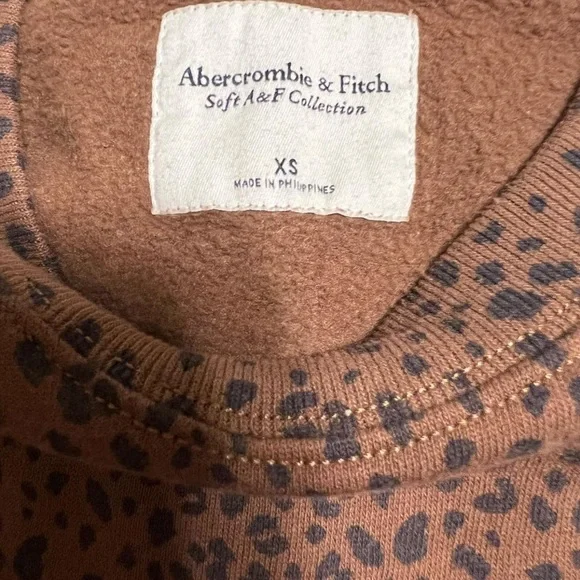 Abercrombie & Fitch
Soft A&F Collection
XS
MADE IN PHILIPPINES